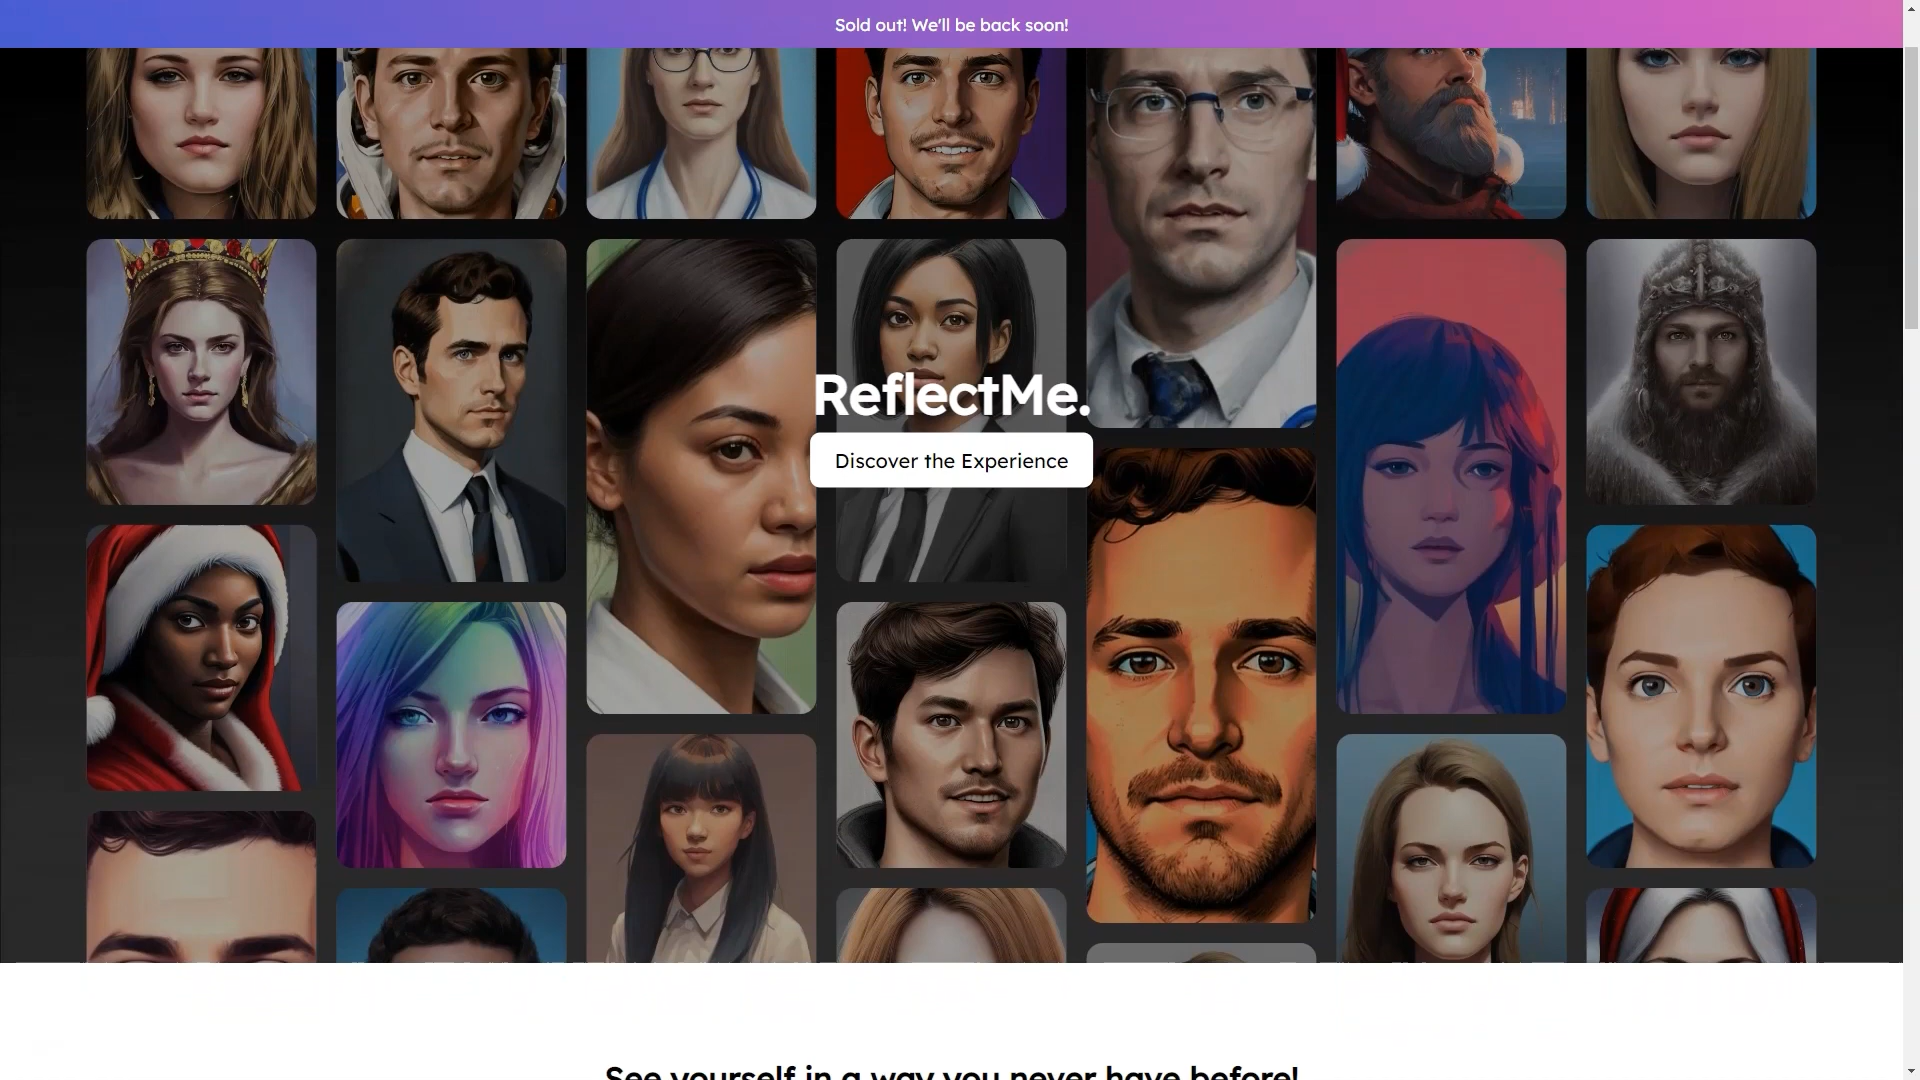 Sold out! We'll be back soon!
ReflectMe.
Discover the Experience
See yourself in a way you never have before!